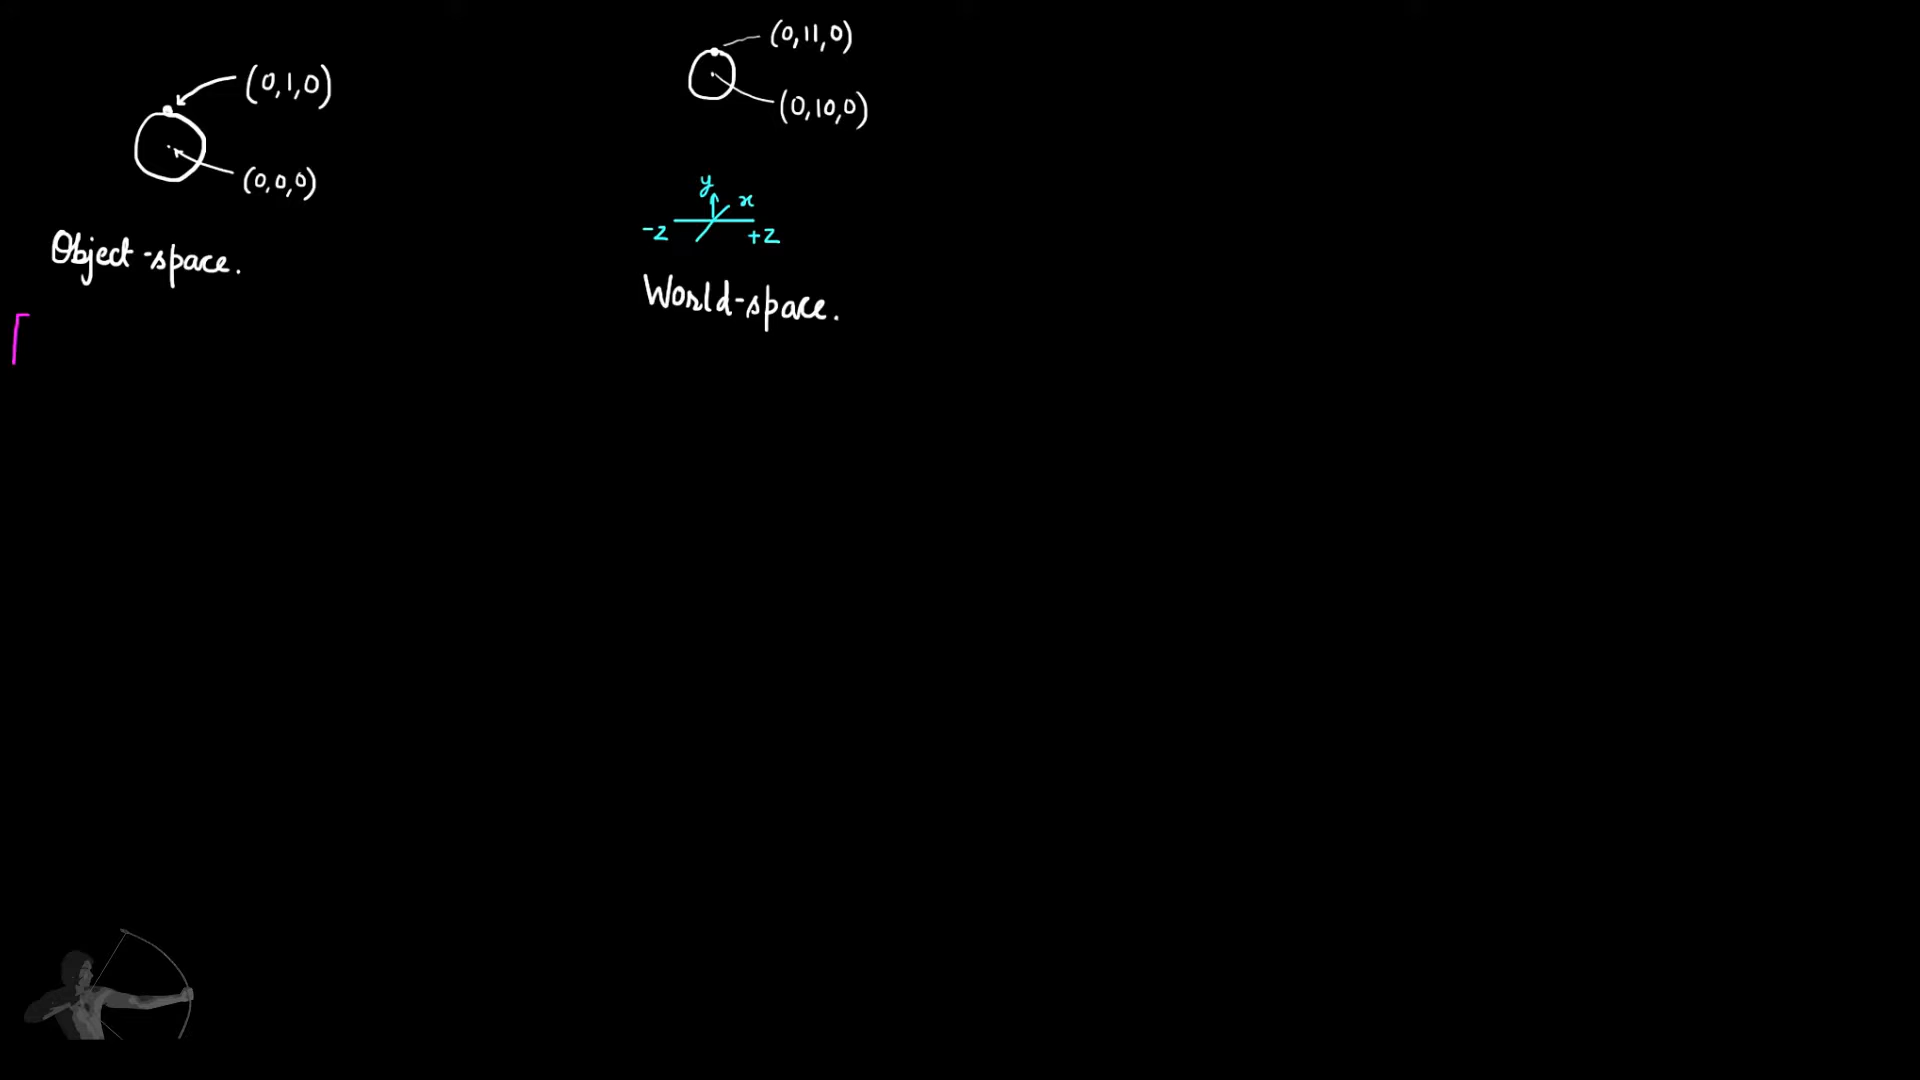 (0,1,0)
(0,0,0)
Object-space.
(0,11,0)
(0,10,0)
y
x
-z
+z
World-space.